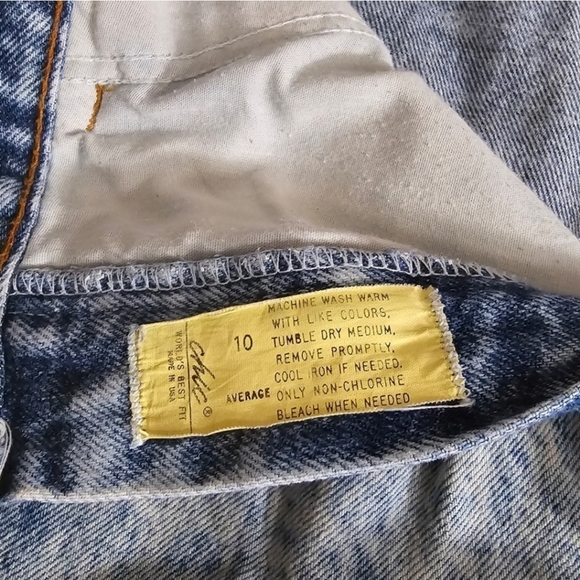 chic®
WORLD'S BEST FIT
MADE IN USA
10
AVERAGE
MACHINE WASH WARM
WITH LIKE COLORS,
TUMBLE DRY MEDIUM,
REMOVE PROMPTLY,
COOL IRON IF NEEDED.
ONLY NON-CHLORINE
BLEACH WHEN NEEDED